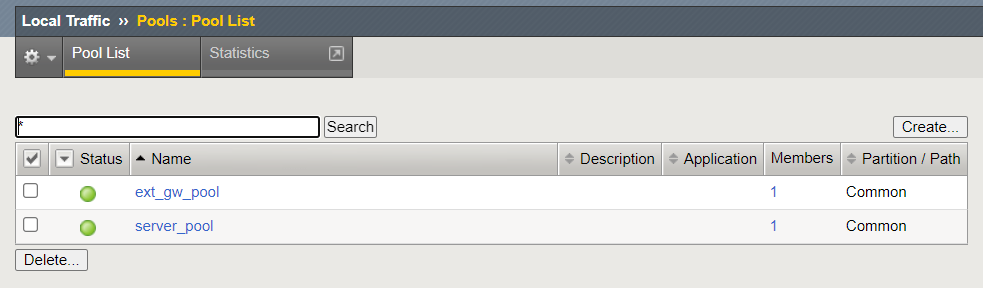 Local Traffic ›› Pools : Pool List
Pool List Statistics
* Search Create...
Status Name Description Application Members Partition / Path
ext_gw_pool 1 Common
server_pool 1 Common
Delete...